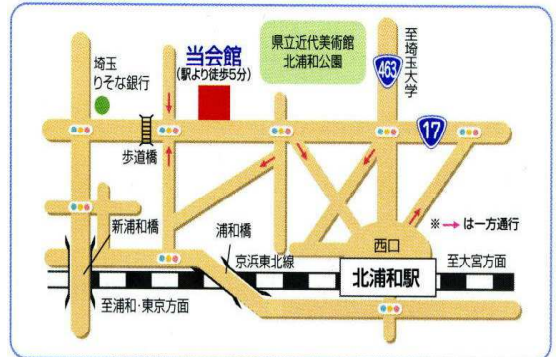 埼玉
りそな銀行
当会館
(駅より徒歩5分)
県立近代美術館
北浦和公園
463
至埼玉大学
17
歩道橋
新浦和橋
浦和橋
京浜東北線
西口
※→は一方通行
北浦和駅
至大宮方面
至浦和・東京方面